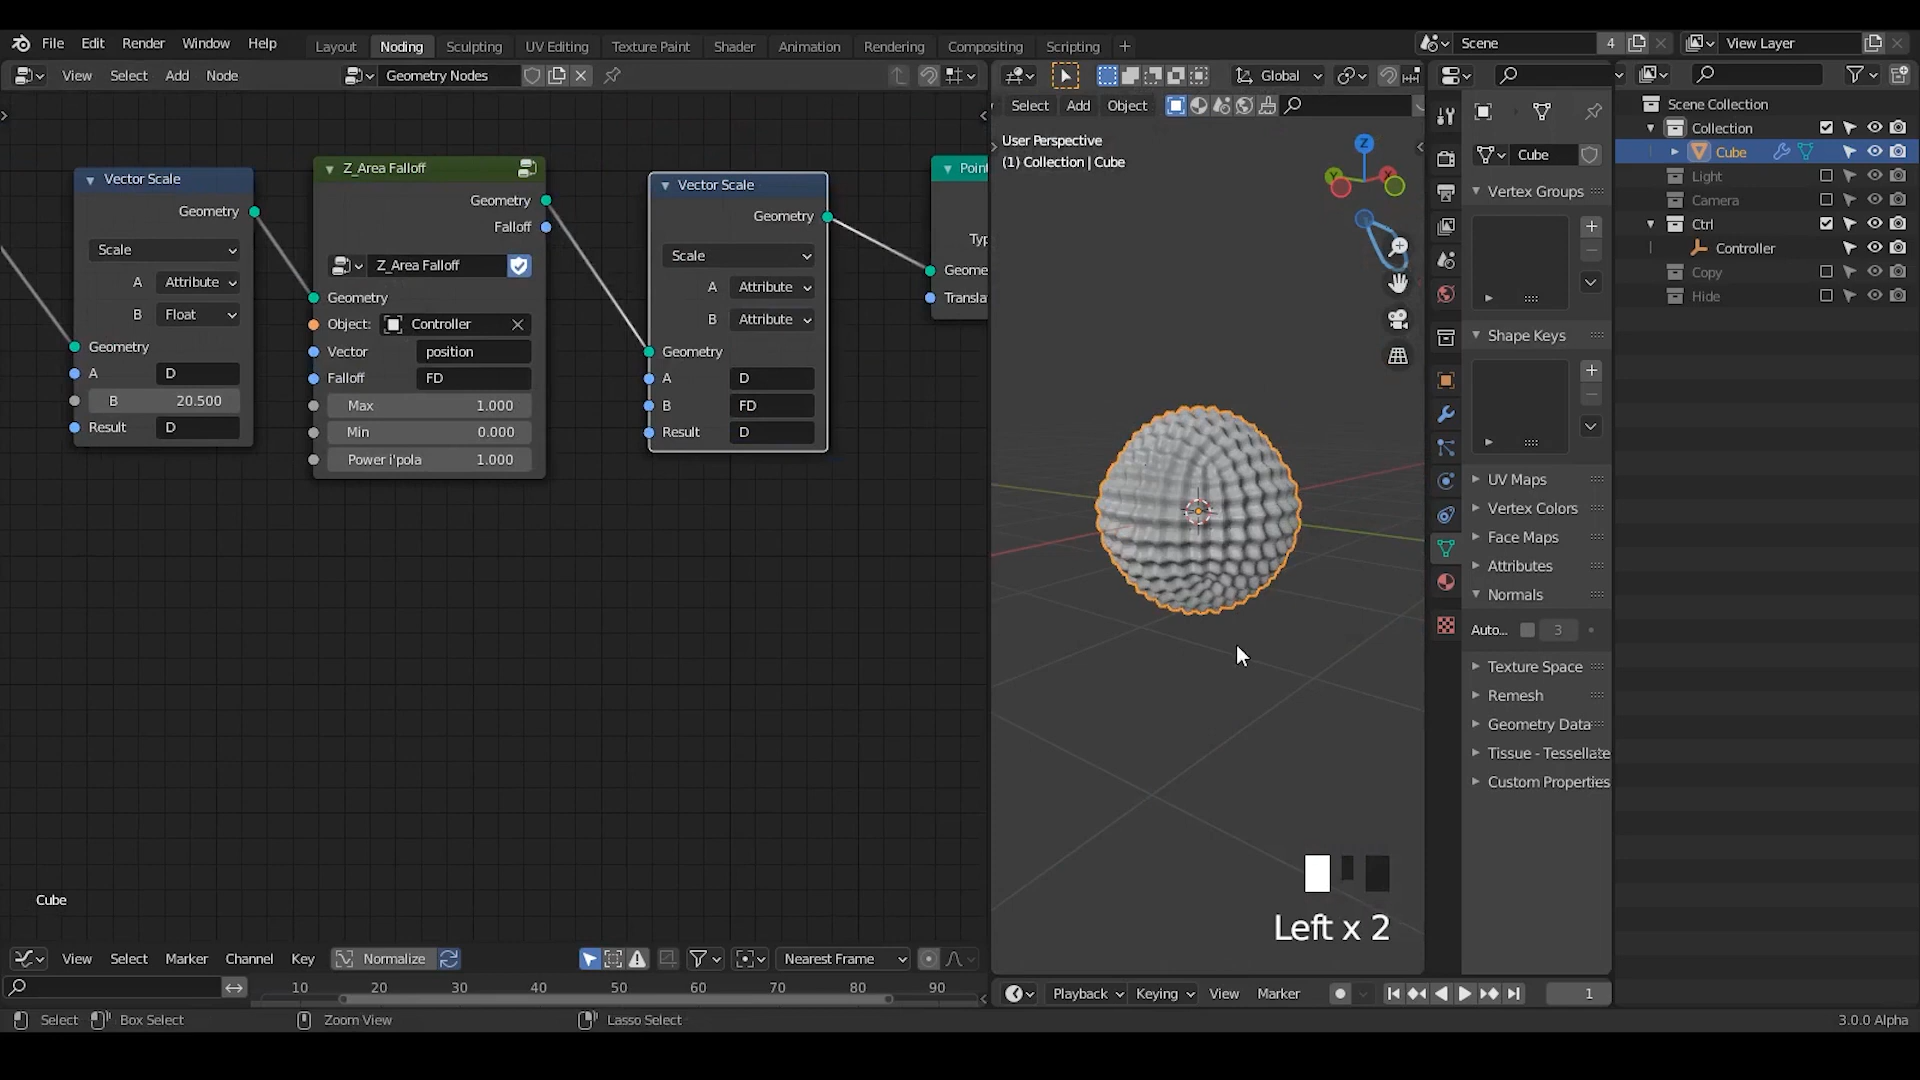 File Edit Render Window Help Layout Noding Sculpting UV Editing Texture Paint Shader Animation Rendering Compositing Scripting + Scene 4 View Layer
View Select Add Node Geometry Nodes Global
Select Add Object
User Perspective
(1) Collection | Cube
Vector Scale
Geometry
Scale
A Attribute
B Float
Geometry
A D
B 20.500
Result D
Z_Area Falloff
Geometry
Falloff
Z_Area Falloff
Geometry
Object: Controller
Vector position
Falloff FD
Max 1.000
Min 0.000
Power i'pola 1.000
Vector Scale
Geometry
Scale
A Attribute
B Attribute
Geometry
A D
B FD
Result D
Point
Typ
Geome
Transla
Z
Cube
Vertex Groups
Shape Keys
UV Maps
Vertex Colors
Face Maps
Attributes
Normals
Auto... 3
Texture Space
Remesh
Geometry Data
Tissue - Tessellate
Custom Properties
Scene Collection
Collection
Cube
Light
Camera
Ctrl
Controller
Copy
Hide
Left x 2
Cube
View Select Marker Channel Key Normalize Nearest Frame
10 20 30 40 50 60 70 80 90
Playback Keying View Marker 1
Select Box Select Zoom View Lasso Select 3.0.0 Alpha